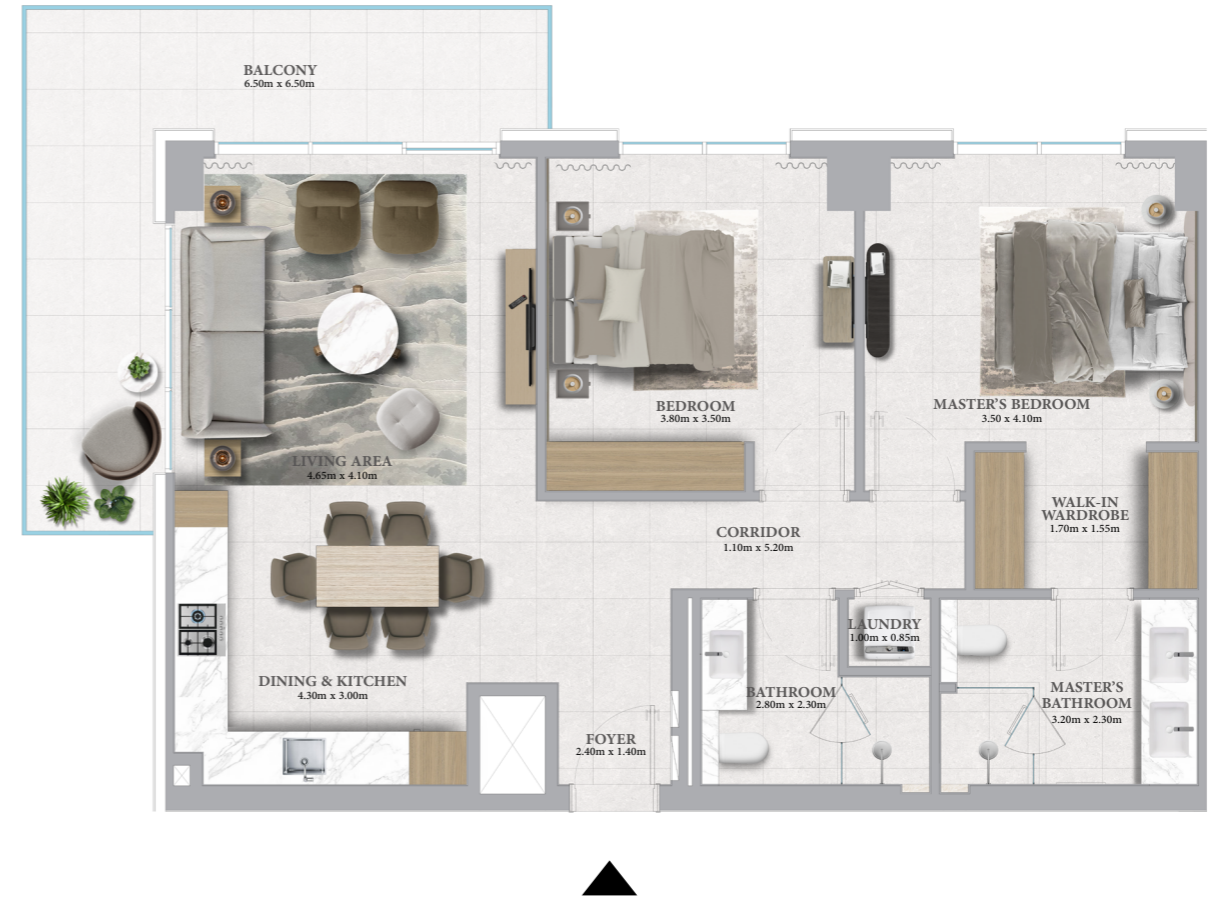 BALCONY
6.50m x 6.50m
BEDROOM
3.80m x 3.50m
MASTER'S BEDROOM
3.50 x 4.10m
LIVING AREA
4.65m x 4.10m
WALK-IN
WARDROBE
1.70m x 1.55m
CORRIDOR
1.10m x 5.20m
LAUNDRY
1.00m x 0.85m
DINING & KITCHEN
4.30m x 3.00m
BATHROOM
2.80m x 2.30m
MASTER'S
BATHROOM
3.20m x 2.30m
FOYER
2.40m x 1.40m